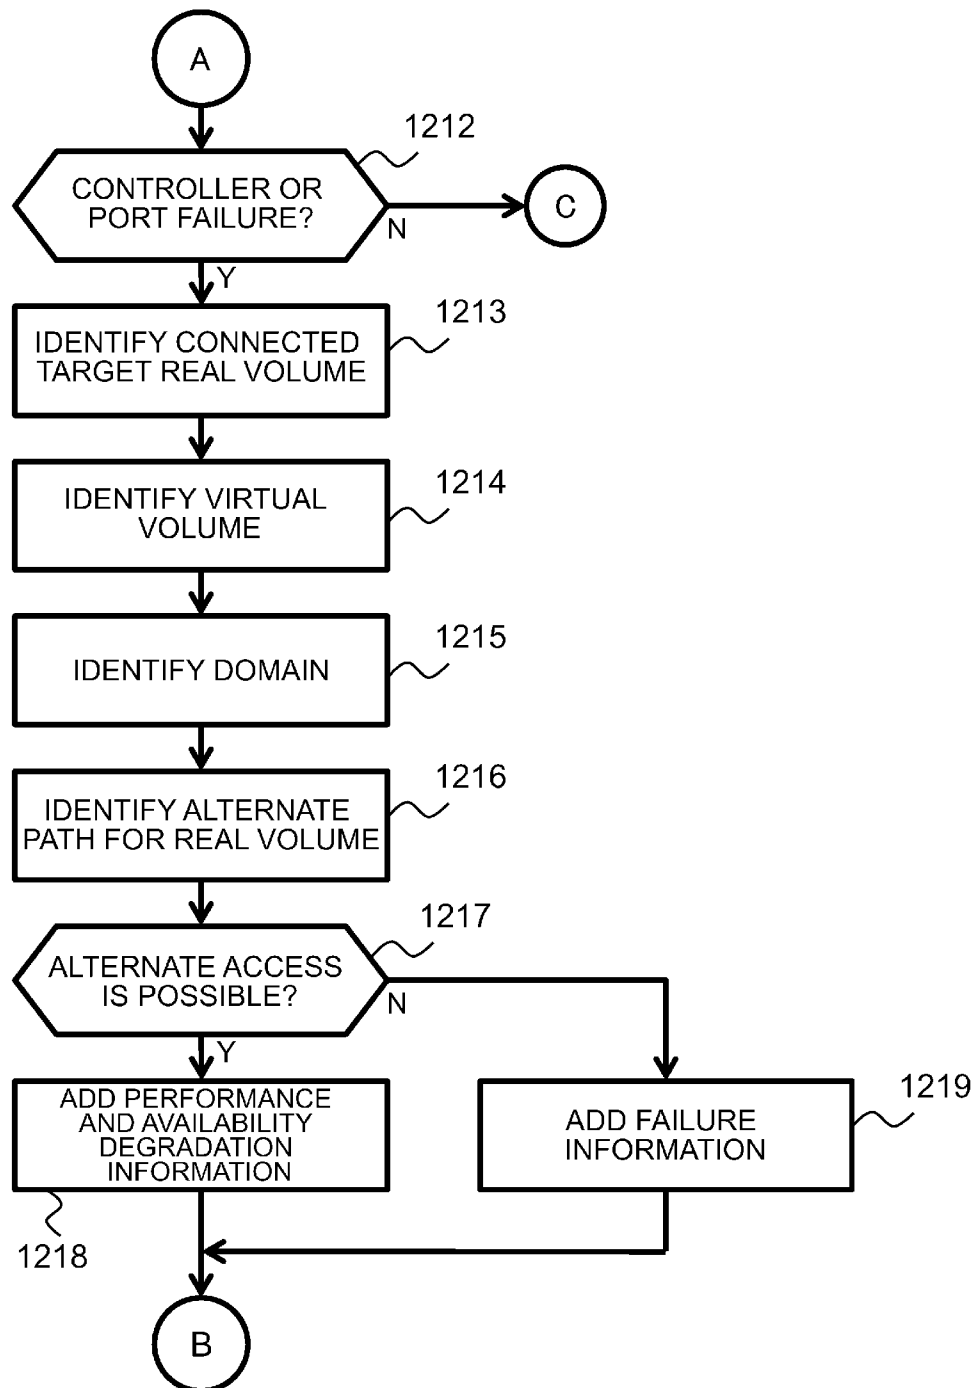 A
1212
CONTROLLER OR
PORT FAILURE?
N
C
Y
1213
IDENTIFY CONNECTED
TARGET REAL VOLUME
1214
IDENTIFY VIRTUAL
VOLUME
1215
IDENTIFY DOMAIN
1216
IDENTIFY ALTERNATE
PATH FOR REAL VOLUME
1217
ALTERNATE ACCESS
IS POSSIBLE?
N
Y
ADD PERFORMANCE
AND AVAILABILITY
DEGRADATION
INFORMATION
1218
ADD FAILURE
INFORMATION
1219
B